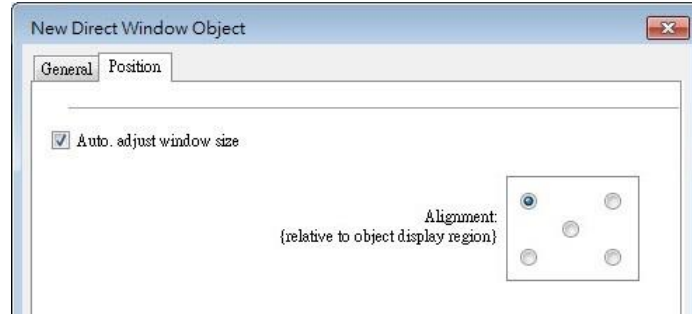 New Direct Window Object
General Position
Auto. adjust window size
Alignment:
{relative to object display region}